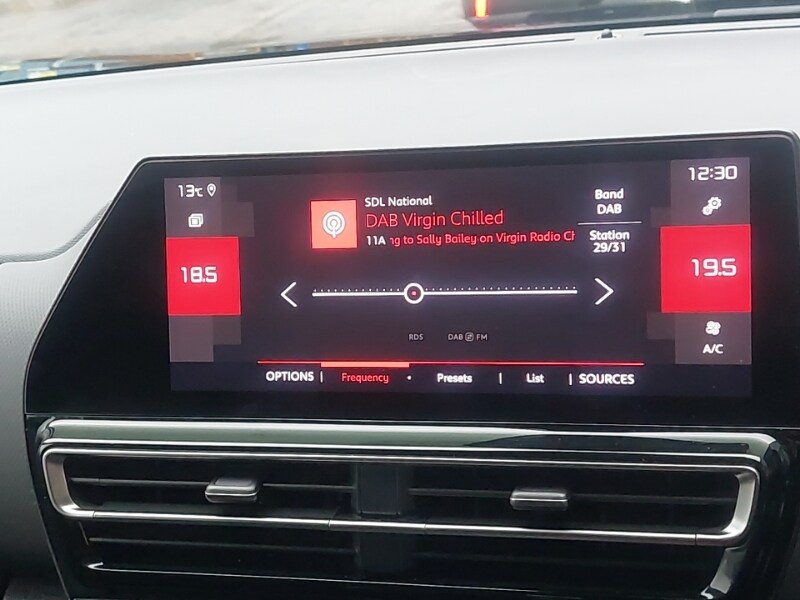 13℃
12:30
SDL National
DAB Virgin Chilled
11A ng to Sally Bailey on Virgin Radio Ch
Band
DAB
Station
29/31
18.5
19.5
RDS DAB FM
A/C
OPTIONS | Frequency • Presets | List | SOURCES